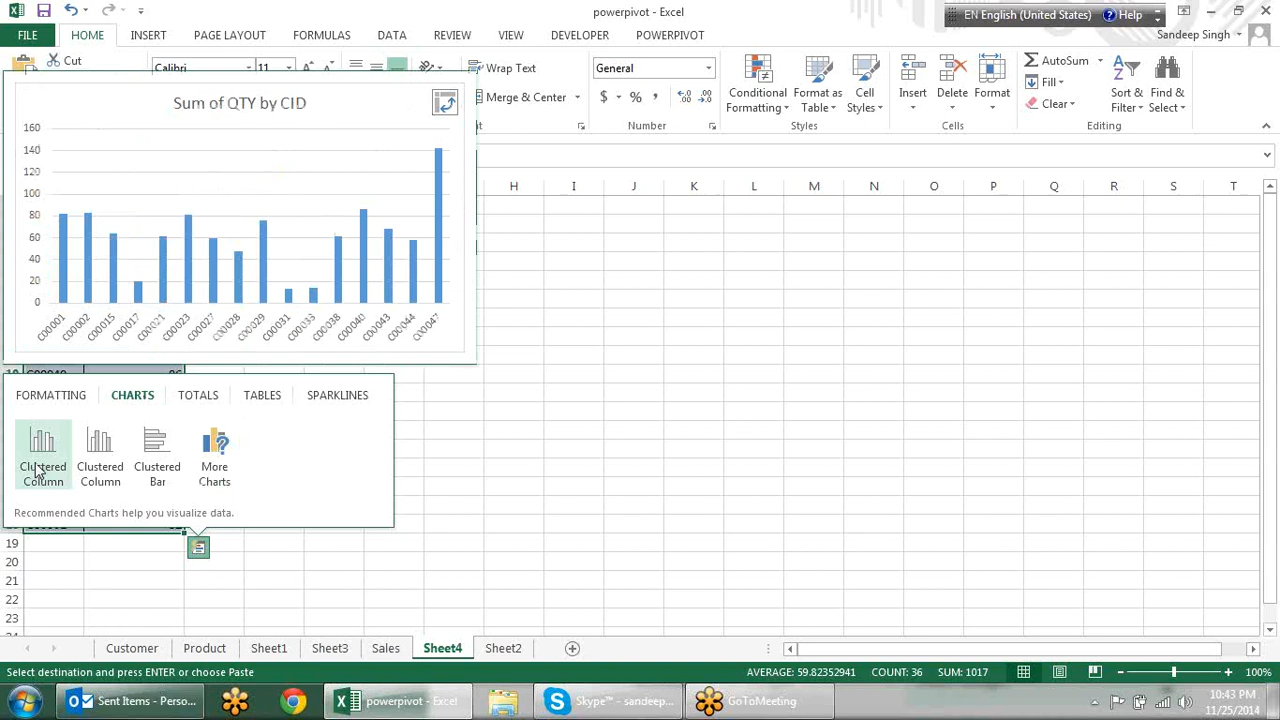 powerpivot - Excel
EN English (United States) Help
FILE HOME INSERT PAGE LAYOUT FORMULAS DATA REVIEW VIEW DEVELOPER POWERPIVOT
Sandeep Singh
Cut
Calibri 11
Wrap Text
General
Merge & Center
$ % ,
Conditional Formatting
Format as Table
Cell Styles
Insert Delete Format
AutoSum
Fill
Clear
Sort & Filter
Find & Select
Number Styles Cells Editing
Sum of QTY by CID
160
140
120
100
80
60
40
20
0
C00001 C00002 C00015 C00017 C00021 C00023 C00027 C00028 C00029 C00031 C00033 C00038 C00040 C00043 C00044 C00047
H I J K L M N O P Q R S T
FORMATTING CHARTS TOTALS TABLES SPARKLINES
Clustered Column
Clustered Column
Clustered Bar
More Charts
Recommended Charts help you visualize data.
19
20
21
22
23
Customer Product Sheet1 Sheet3 Sales Sheet4 Sheet2
Select destination and press ENTER or choose Paste
AVERAGE: 59.82352941 COUNT: 36 SUM: 1017
100%
Sent Items - Perso...
powerpivot - Excel
Skype™ - sandeep...
GoToMeeting
10:43 PM
11/25/2014